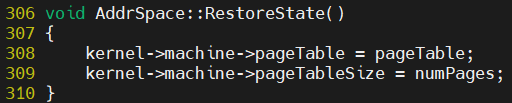 306 void AddrSpace::RestoreState()
307 {
308     kernel->machine->pageTable = pageTable;
309     kernel->machine->pageTableSize = numPages;
310 }